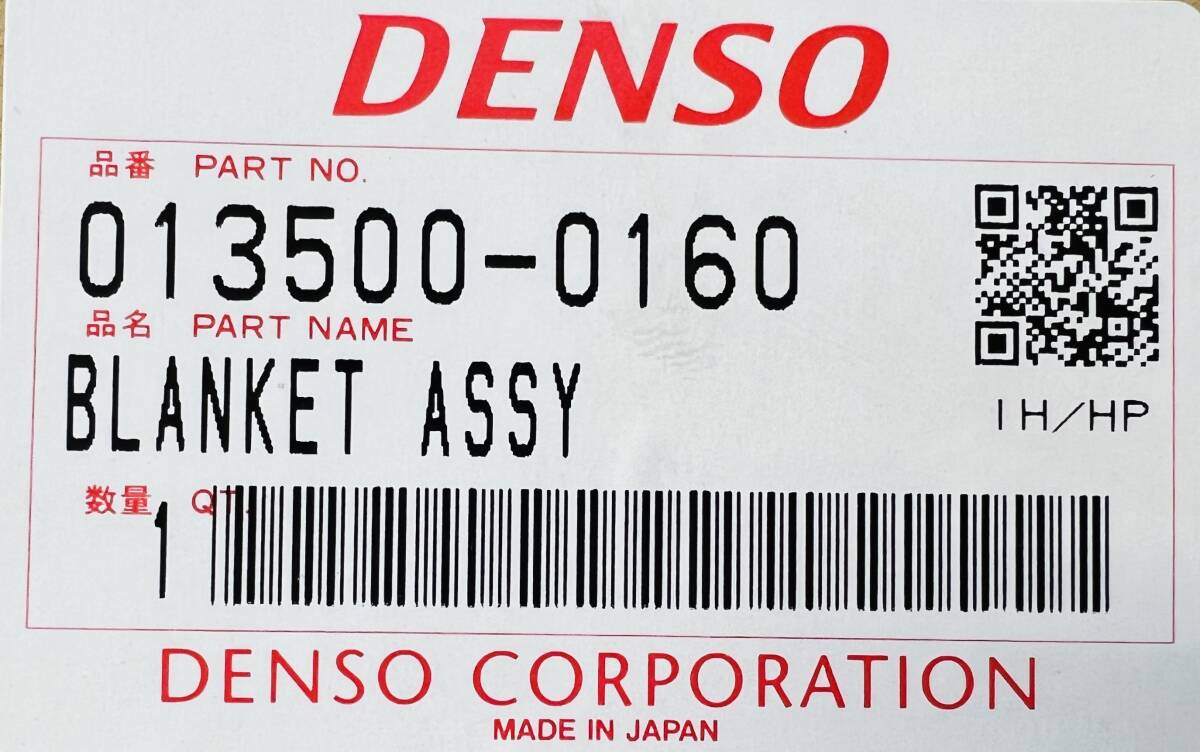 DENSO
品番 PART NO.
013500-0160
品名 PART NAME
BLANKET ASSY
1H/HP
数量 QT.
1
DENSO CORPORATION
MADE IN JAPAN